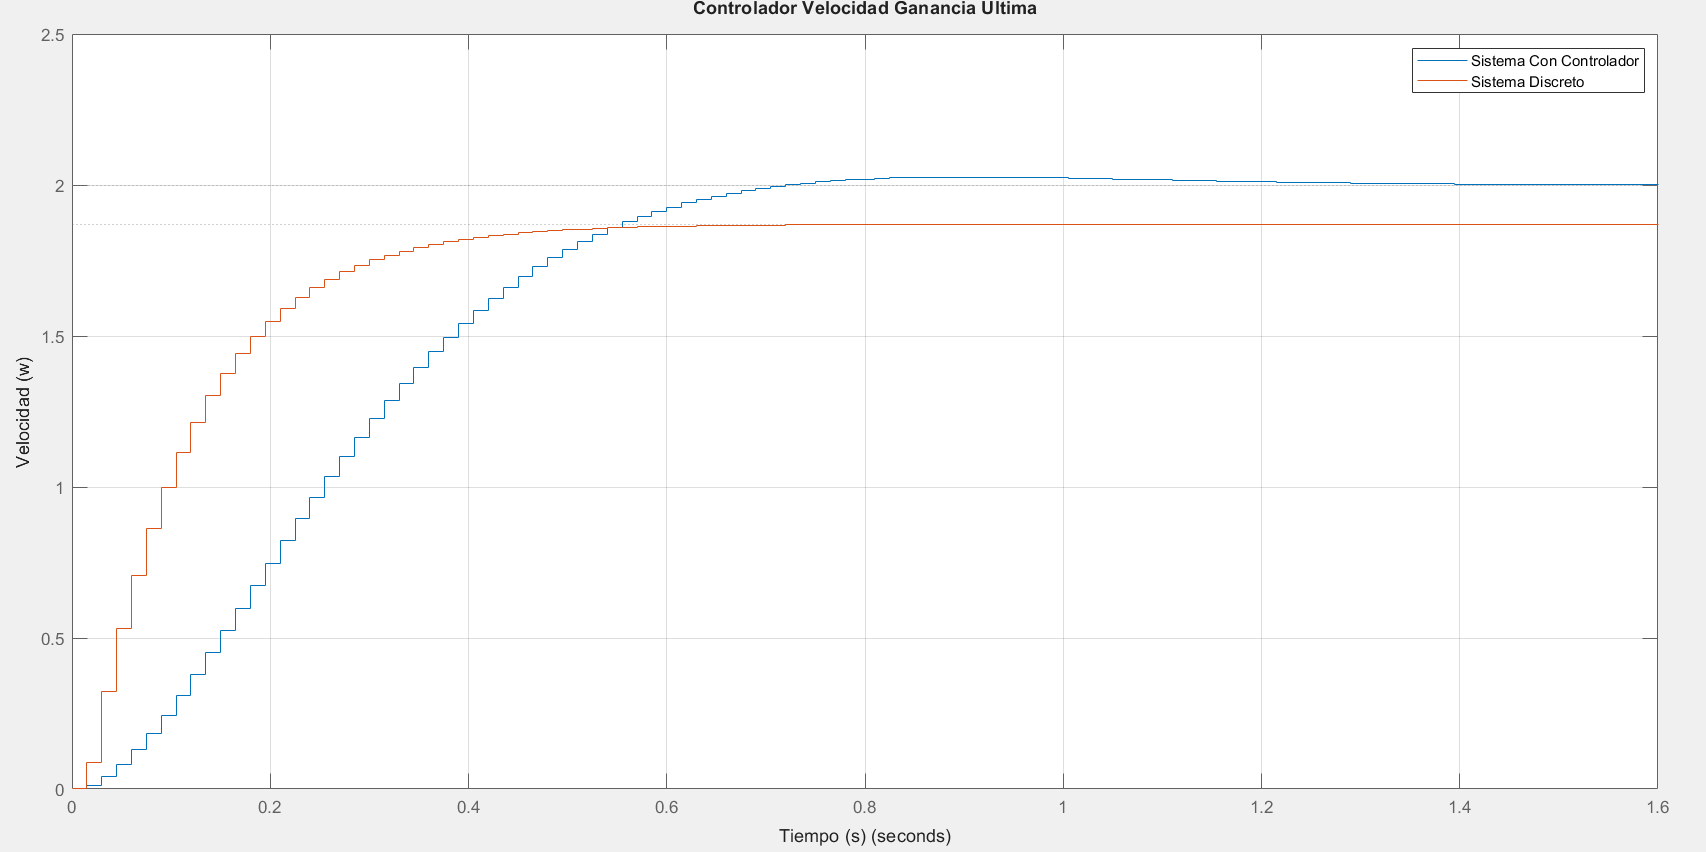 Controlador Velocidad Ganancia Ultima
2.5
2
1.5
1
0.5
0
Velocidad (w)
Sistema Con Controlador
Sistema Discreto
0 0.2 0.4 0.6 0.8 1 1.2 1.4 1.6
Tiempo (s) (seconds)